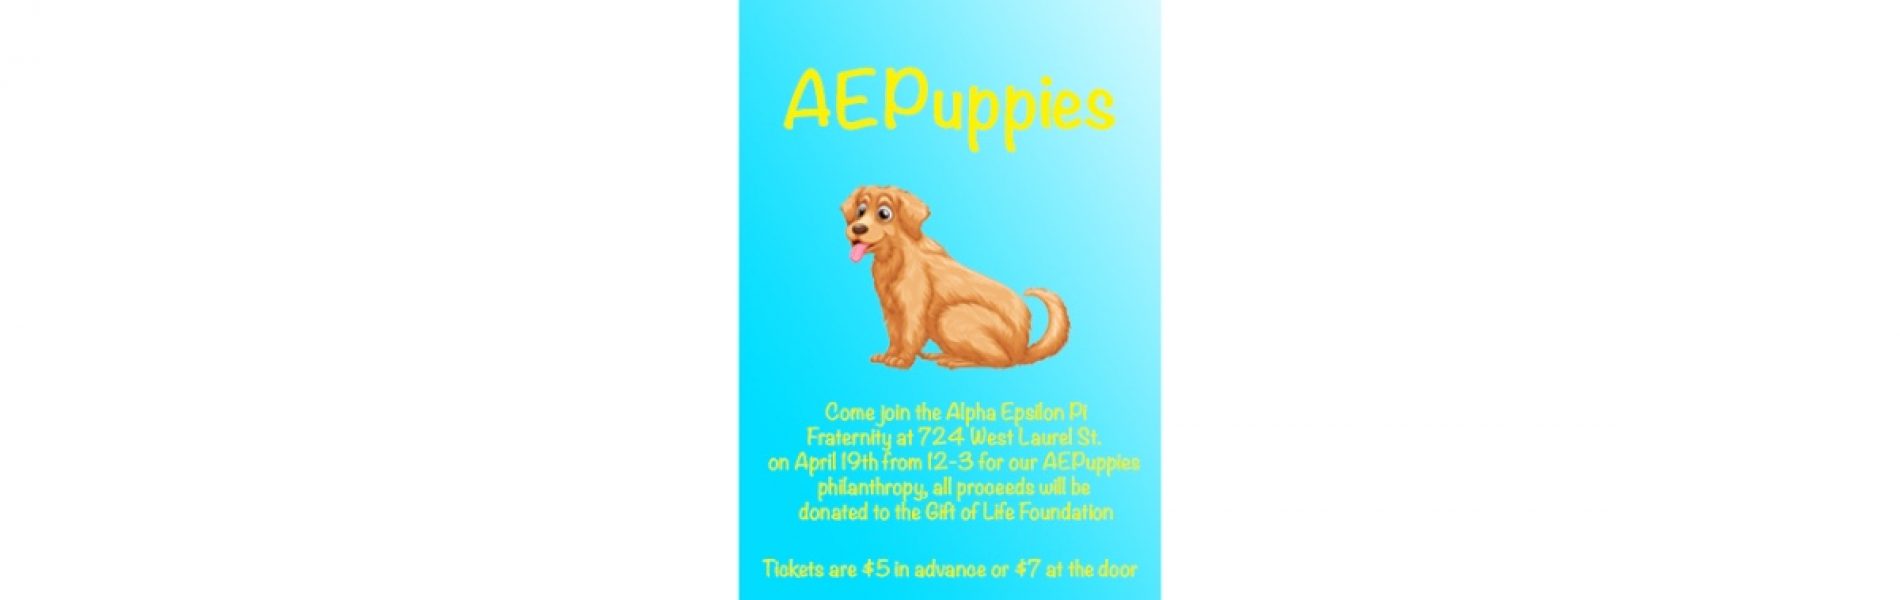 AEPuppies
Come join the Alpha Epsilon Pi
Fraternity at 724 West Laurel St.
on April 19th from 12-3 for our AEPuppies
philanthropy, all proceeds will be
donated to the Gift of Life Foundation
Tickets are $5 in advance or $7 at the door